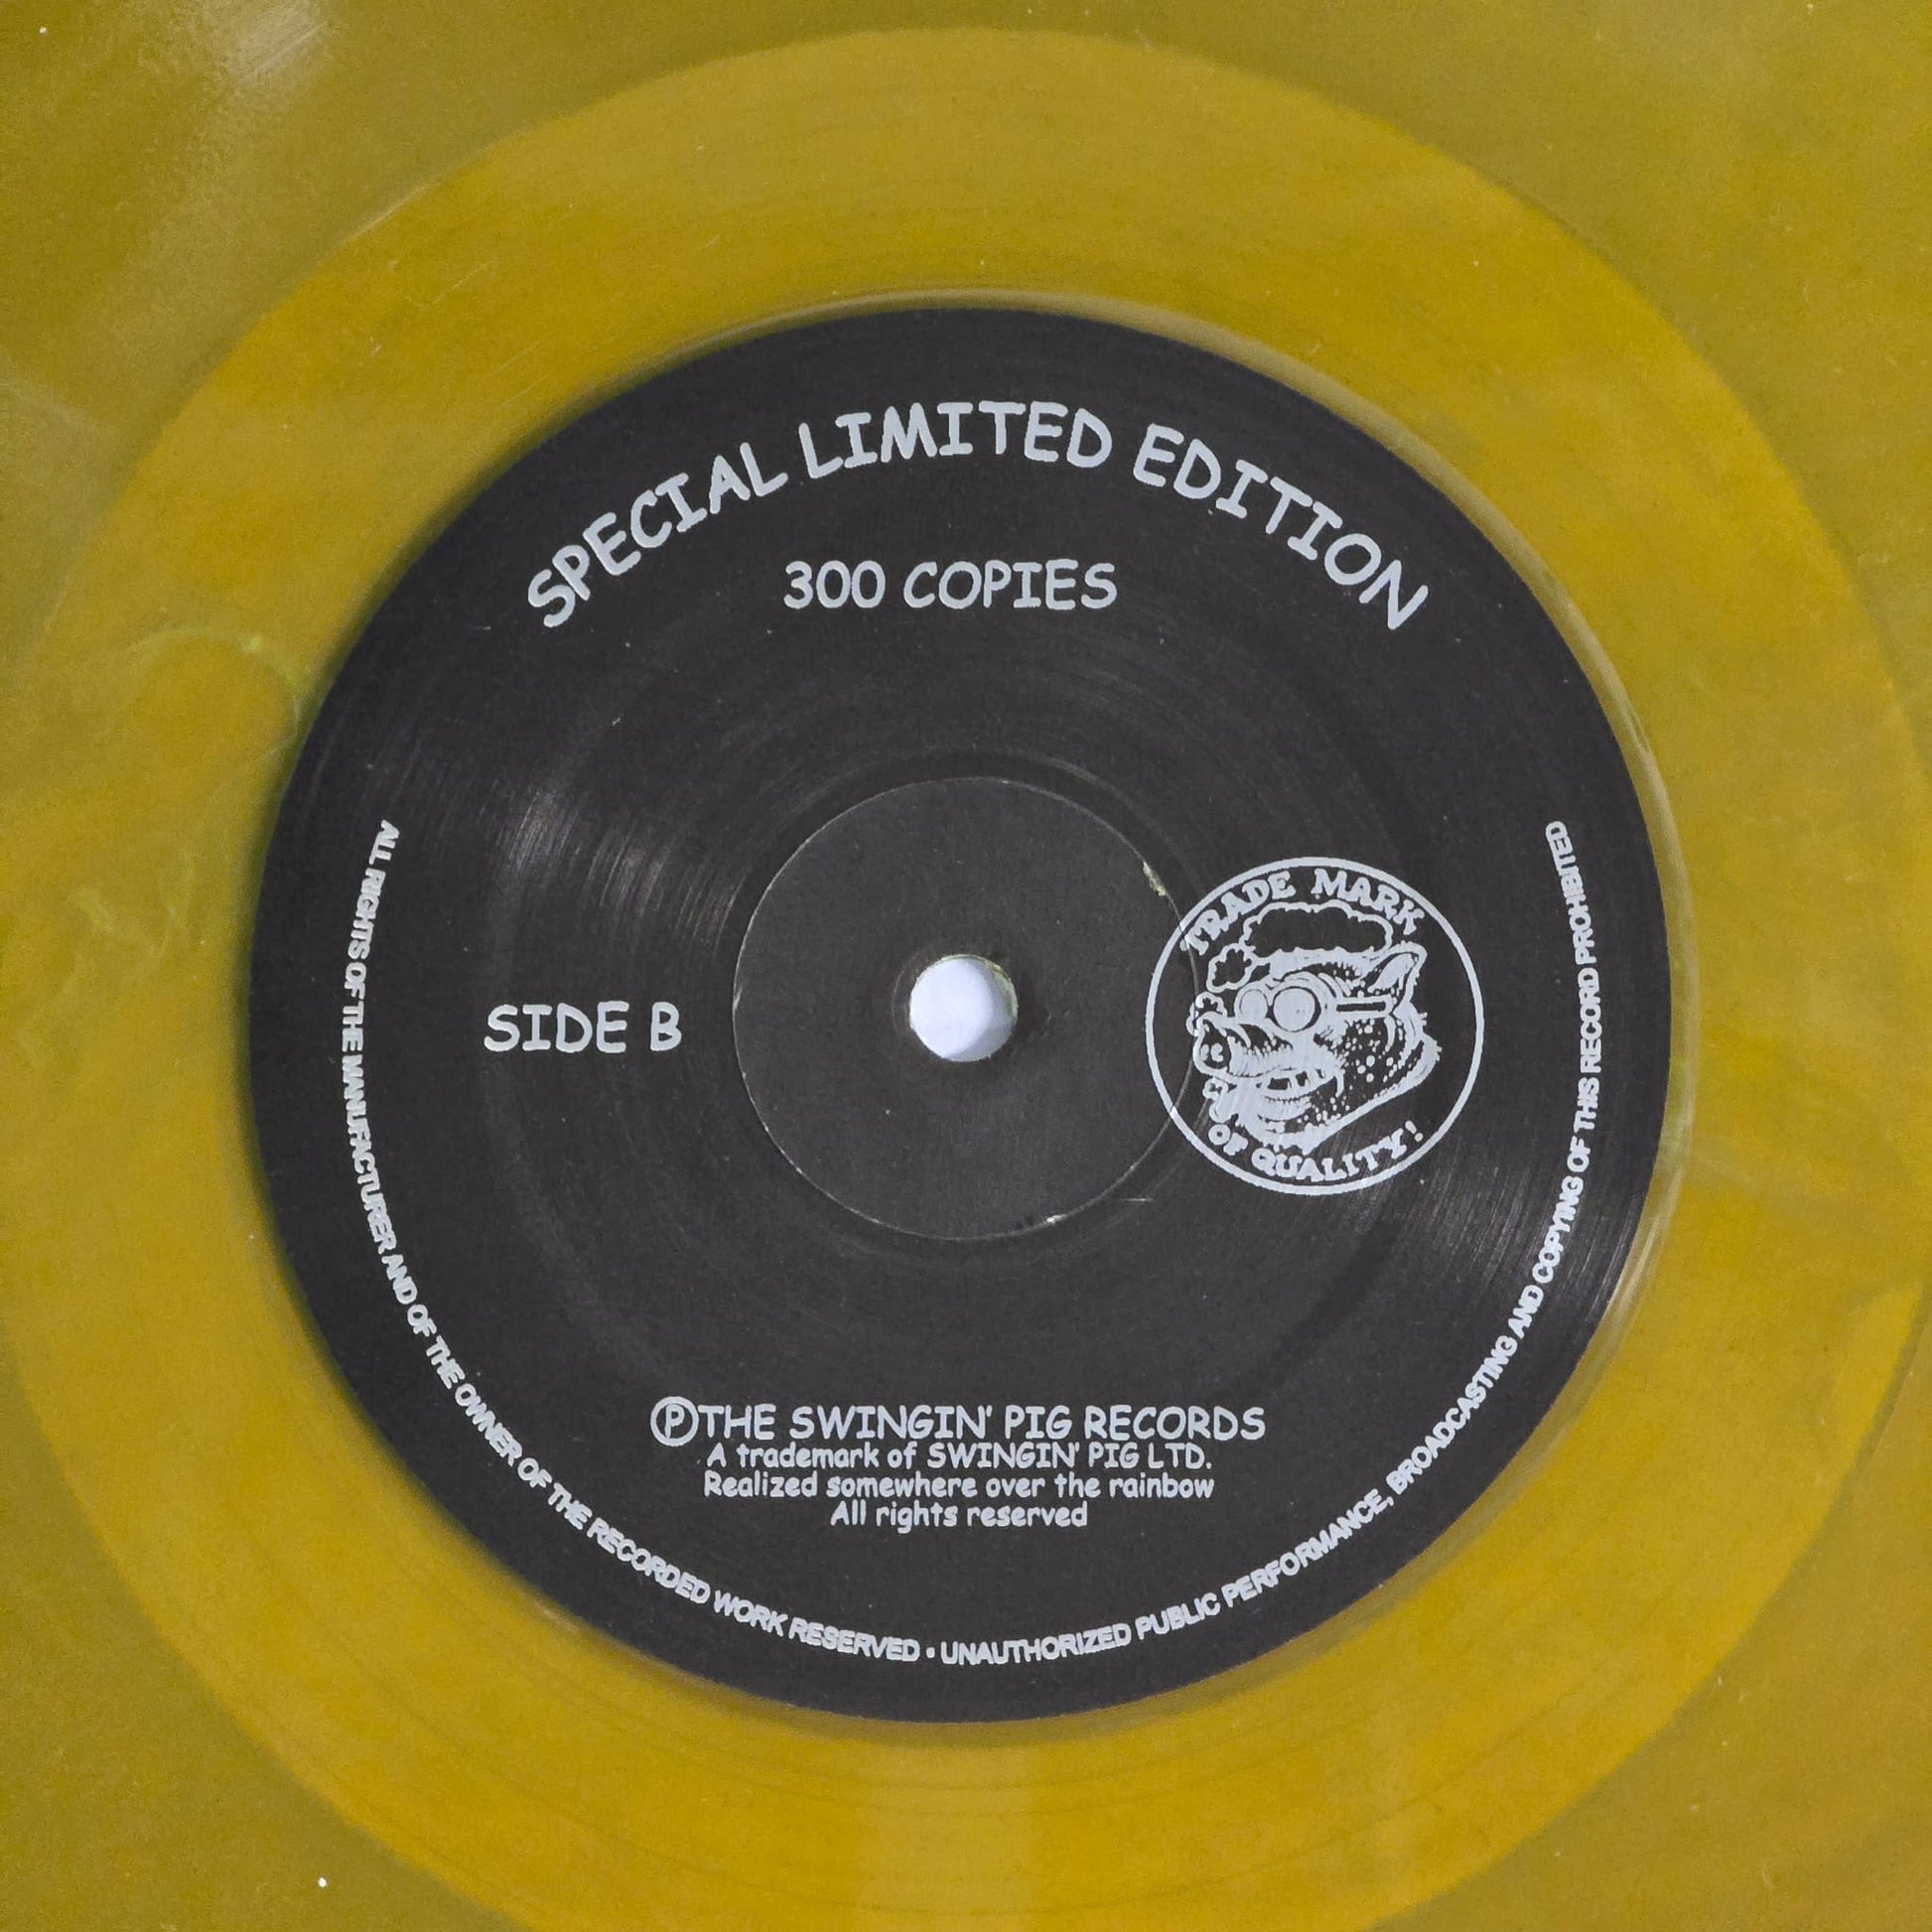 SPECIAL LIMITED EDITION
300 COPIES
SIDE B
TRADE MARK
OF QUALITY!
ⓅTHE SWINGIN' PIG RECORDS
A trademark of SWINGIN' PIG LTD.
Realized somewhere over the rainbow
All rights reserved
ALL RIGHTS OF THE MANUFACTURER AND OF THE OWNER OF THE RECORDED WORK RESERVED • UNAUTHORIZED PUBLIC PERFORMANCE, BROADCASTING AND COPYING OF THIS RECORD PROHIBITED